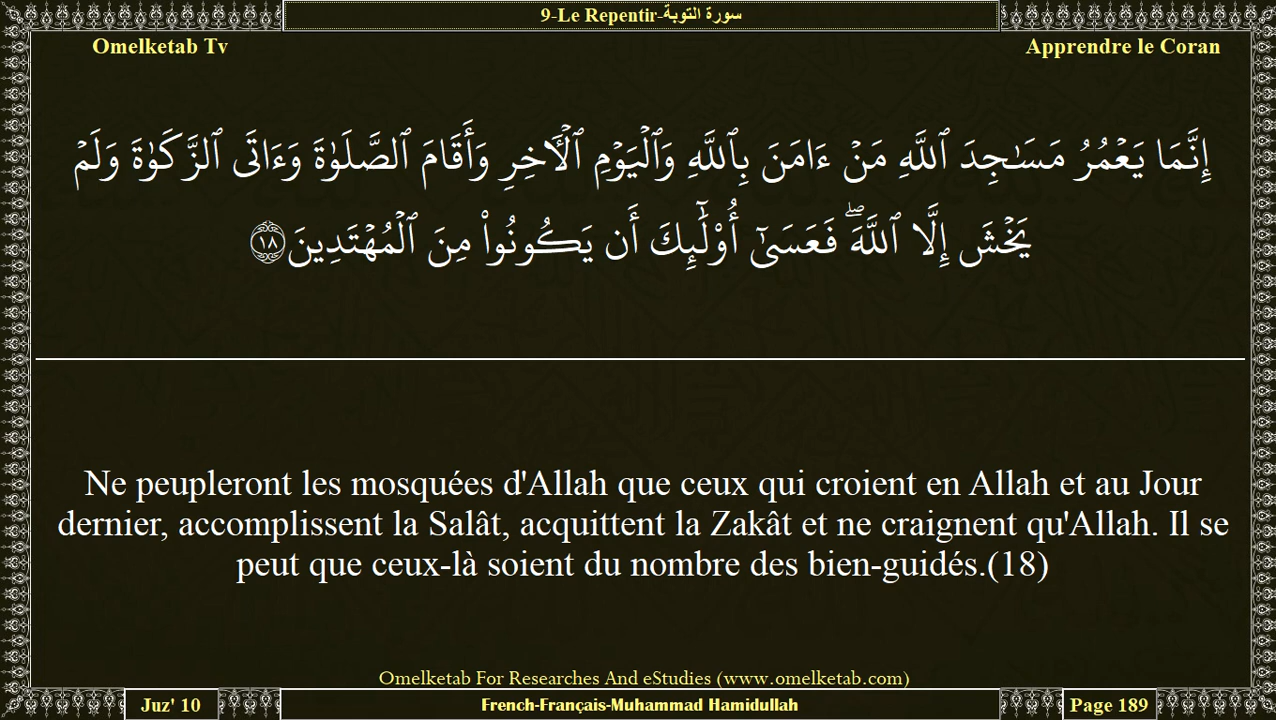 9-Le Repentir-سورة التوبة
Omelketab Tv
Apprendre le Coran
إِنَّمَا يَعۡمُرُ مَسَٰجِدَ ٱللَّهِ مَنۡ ءَامَنَ بِٱللَّهِ وَٱلۡيَوۡمِ ٱلۡأٓخِرِ وَأَقَامَ ٱلصَّلَوٰةَ وَءَاتَى ٱلزَّكَوٰةَ وَلَمۡ
يَخۡشَ إِلَّا ٱللَّهَۖ فَعَسَىٰٓ أُوْلَٰٓئِكَ أَن يَكُونُواْ مِنَ ٱلۡمُهۡتَدِينَ ١٨
Ne peupleront les mosquées d'Allah que ceux qui croient en Allah et au Jour
dernier, accomplissent la Salât, acquittent la Zakât et ne craignent qu'Allah. Il se
peut que ceux-là soient du nombre des bien-guidés.(18)
Omelketab For Researches And eStudies (www.omelketab.com)
Juz' 10
French-Français-Muhammad Hamidullah
Page 189